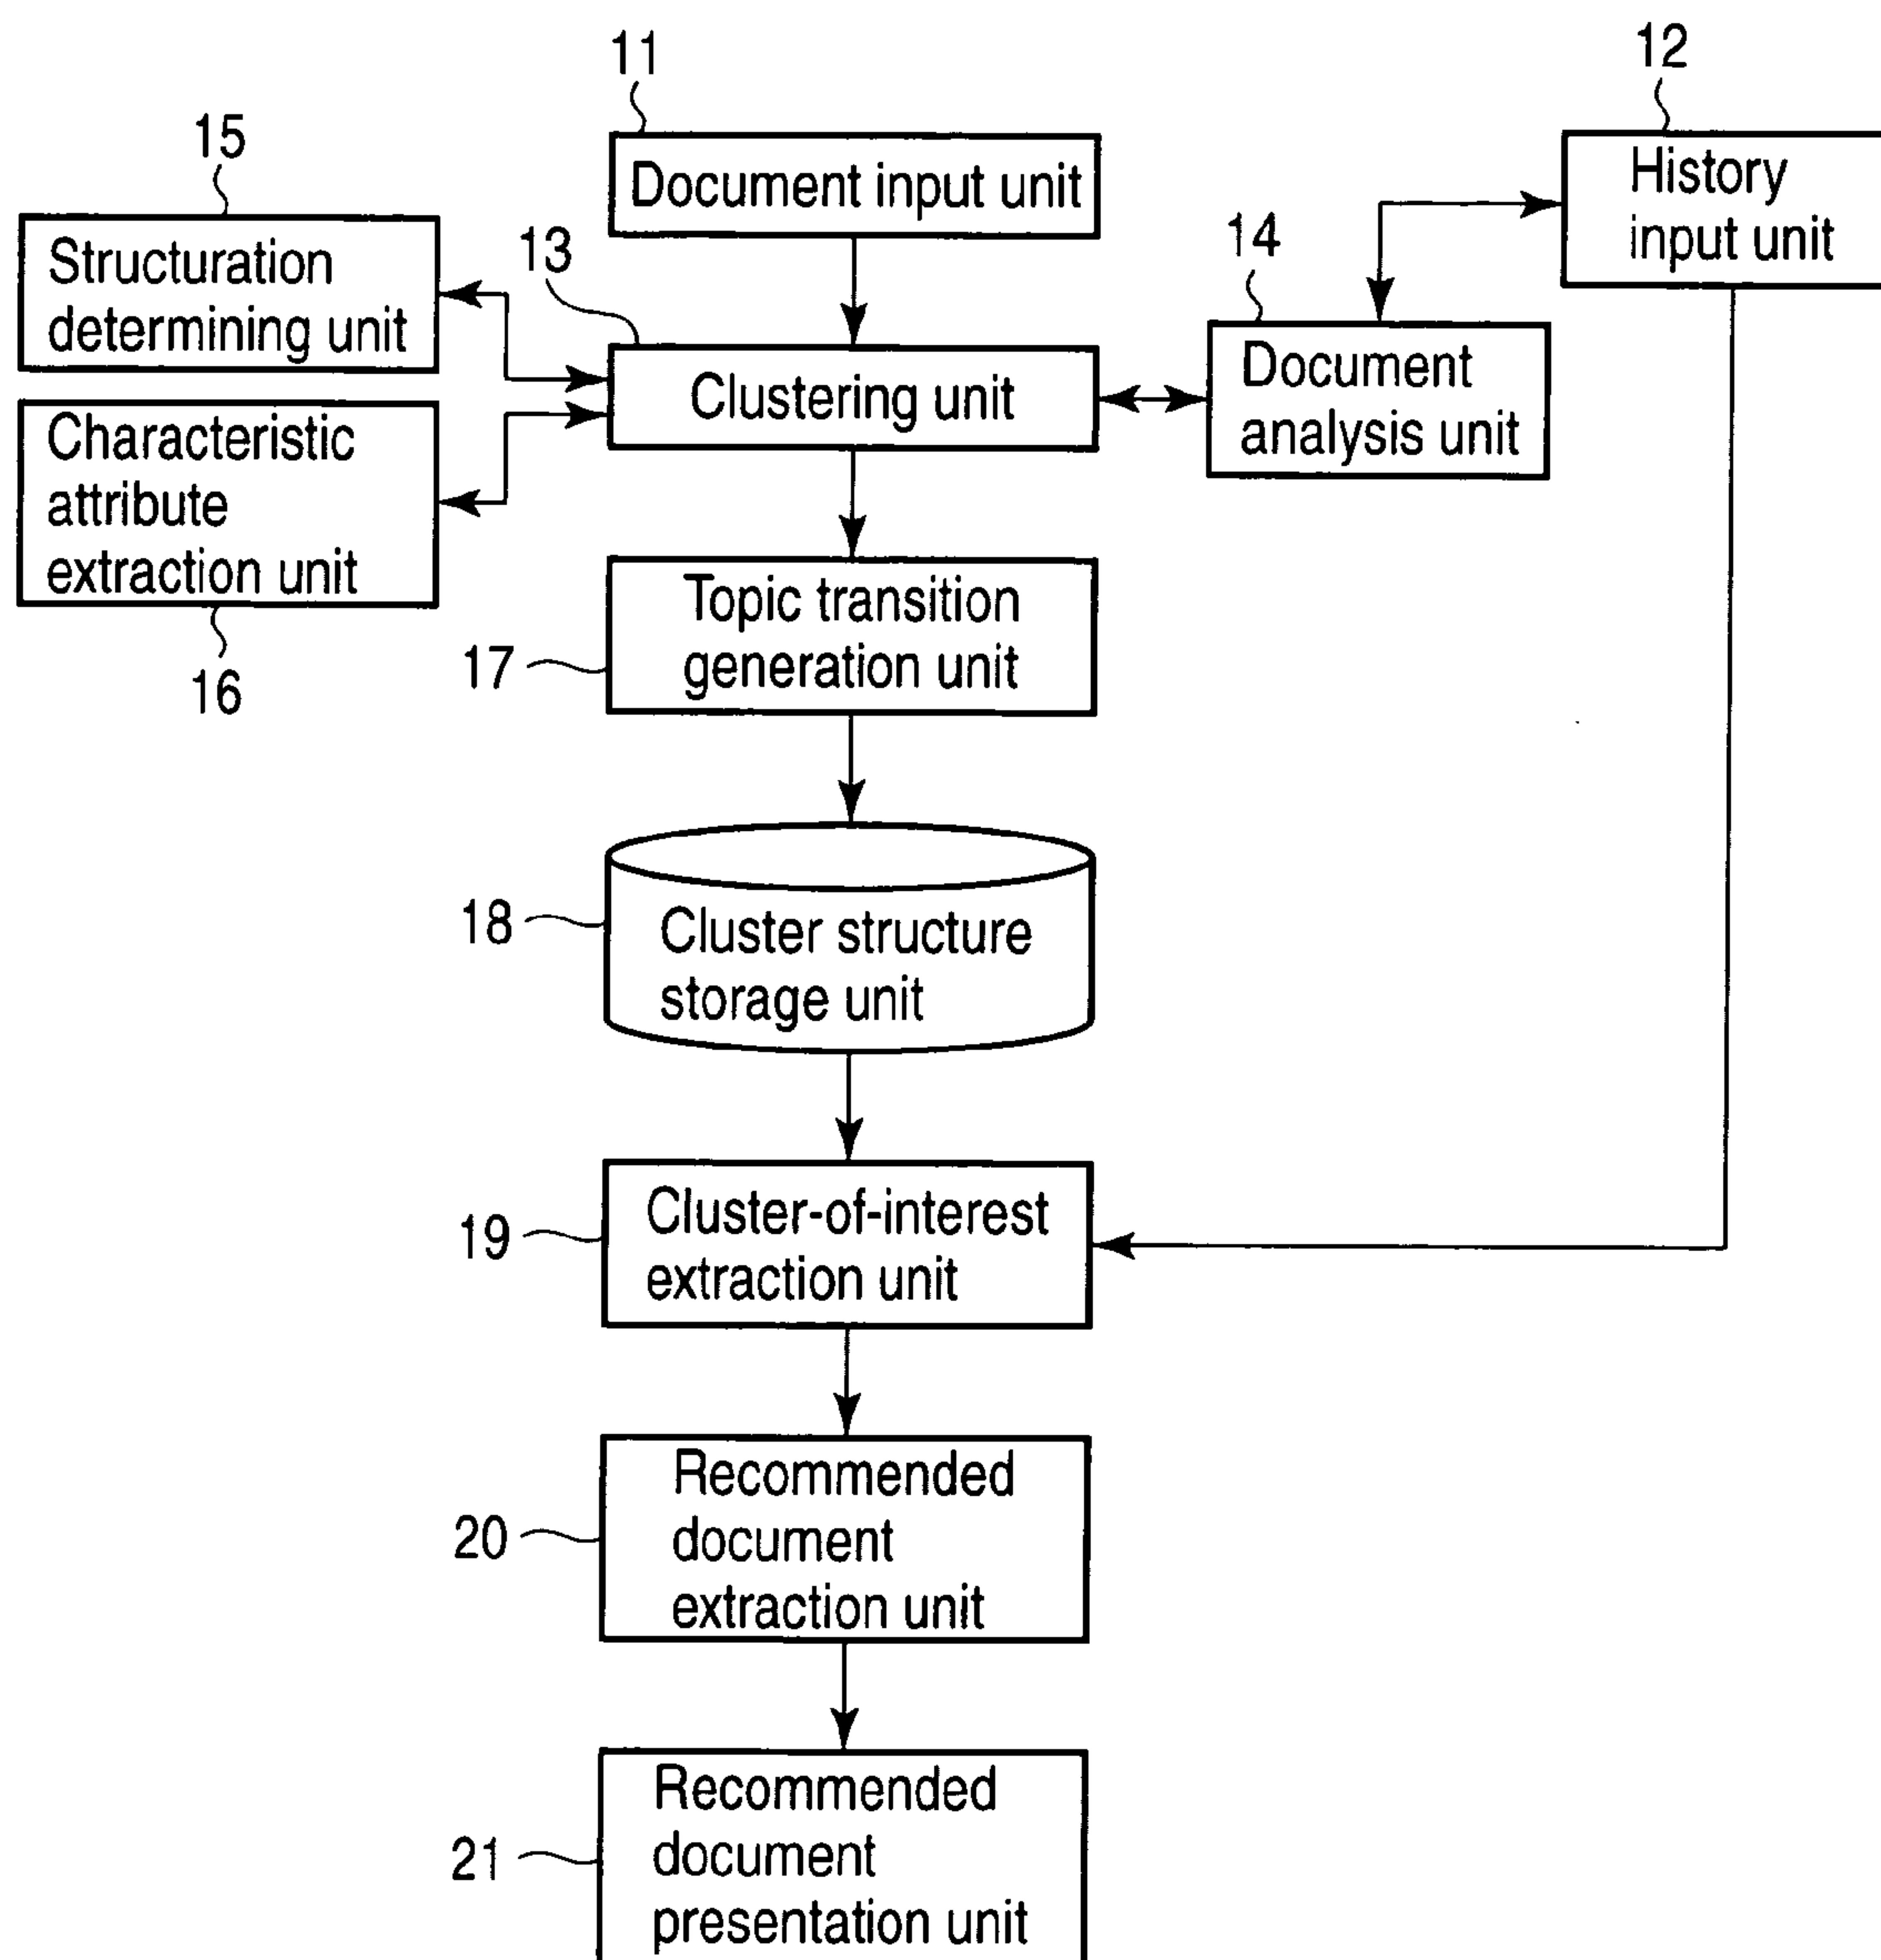 11
12
15
Document input unit
History
input unit
14
13
Structuration
determining unit
Clustering unit
Document
analysis unit
Characteristic
attribute
extraction unit
16
Topic transition
generation unit
17
18
Cluster structure
storage unit
19
Cluster-of-interest
extraction unit
20
Recommended
document
extraction unit
21
Recommended
document
presentation unit